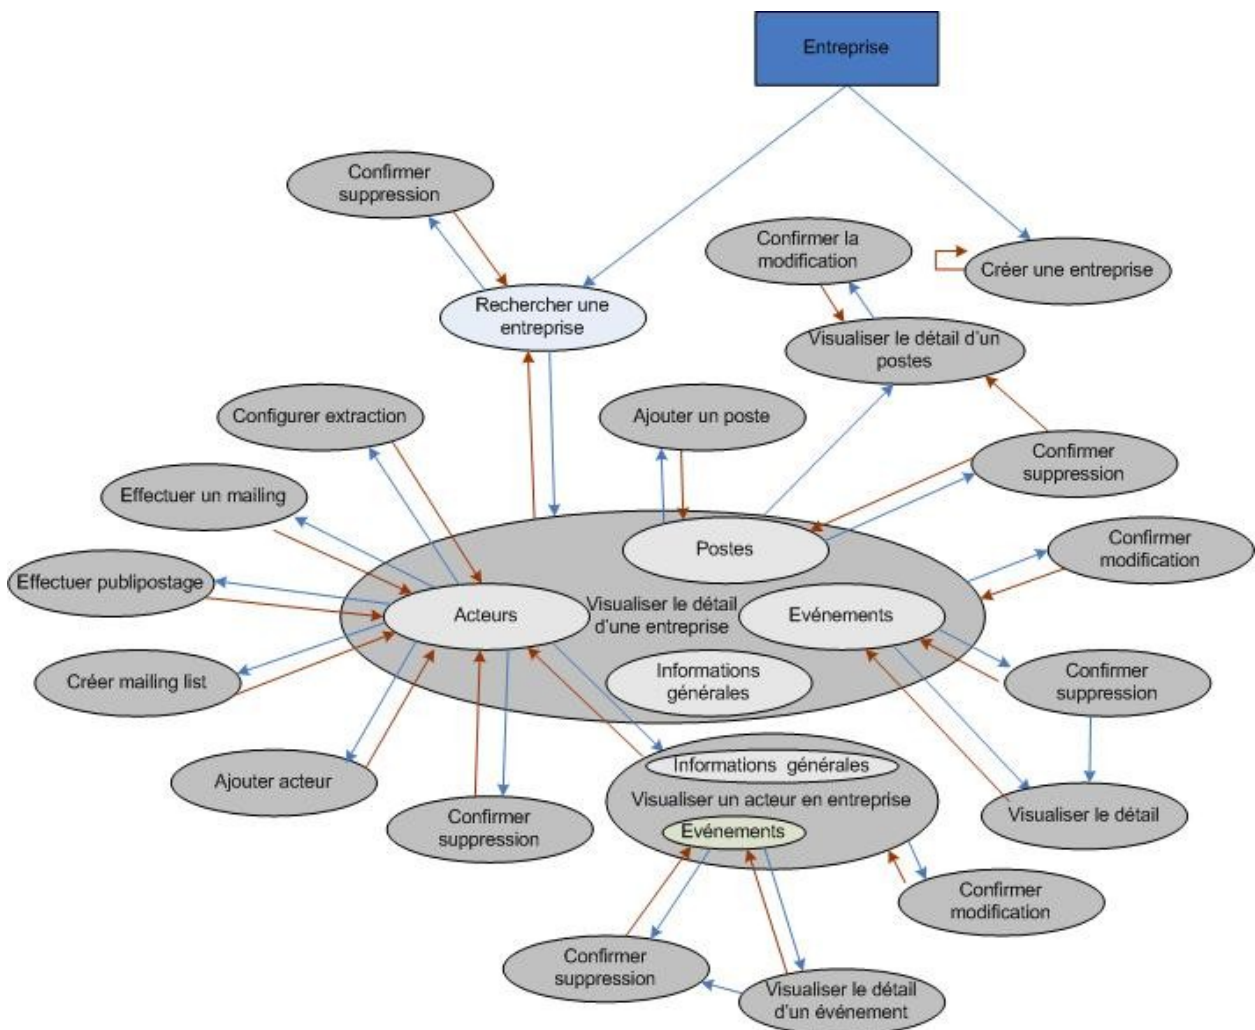 Entreprise
Confirmer
suppression
Confirmer la
modification
Créer une entreprise
Rechercher une
entreprise
Visualiser le détail d'un
postes
Configurer extraction
Ajouter un poste
Confirmer
suppression
Effectuer un mailing
Postes
Confirmer
modification
Effectuer publipostage
Acteurs
Visualiser le détail
d'une entreprise
Evénements
Créer mailing list
Informations
générales
Confirmer
suppression
Ajouter acteur
Informations générales
Visualiser un acteur en entreprise
Confirmer
suppression
Evénements
Visualiser le détail
Confirmer
modification
Confirmer
suppression
Visualiser le détail
d'un événement